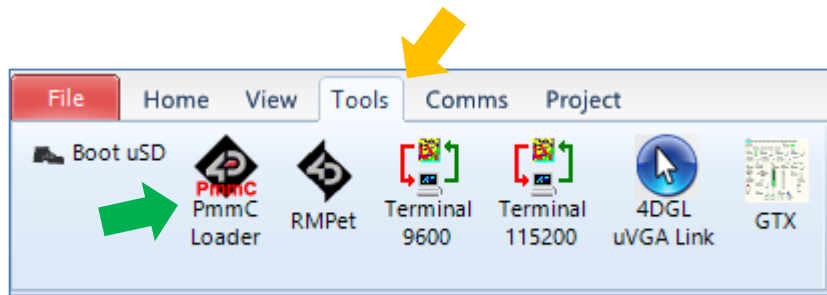 File Home View Tools Comms Project
Boot uSD
PmmC
PmmC
Loader
RMPet
Terminal
9600
Terminal
115200
4DGL
uVGA Link
GTX